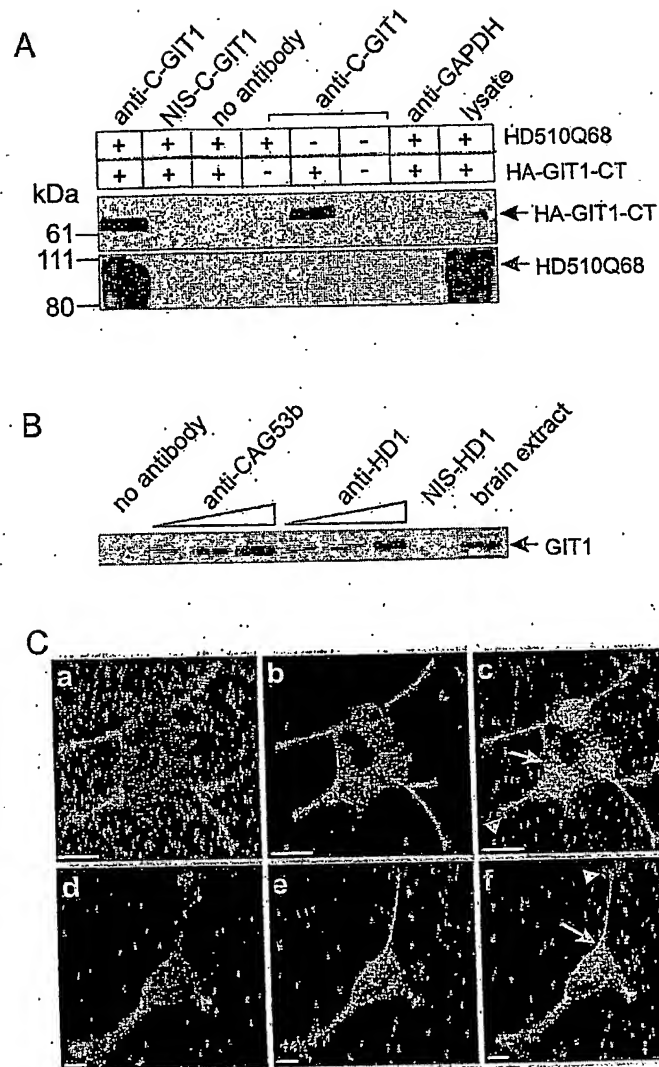 A
anti-C-GIT1
NIS-C-GIT1
no antibody
anti-C-GIT1
anti-GAPDH
lysate
+ + + + - - + + HD510Q68
+ + + - + - + + HA-GIT1-CT
kDa
HA-GIT1-CT
61
111
HD510Q68
80
B
no antibody
anti-CAG53b
anti-HD1
NIS-HD1
brain extract
GIT1
C
a b c
d e f